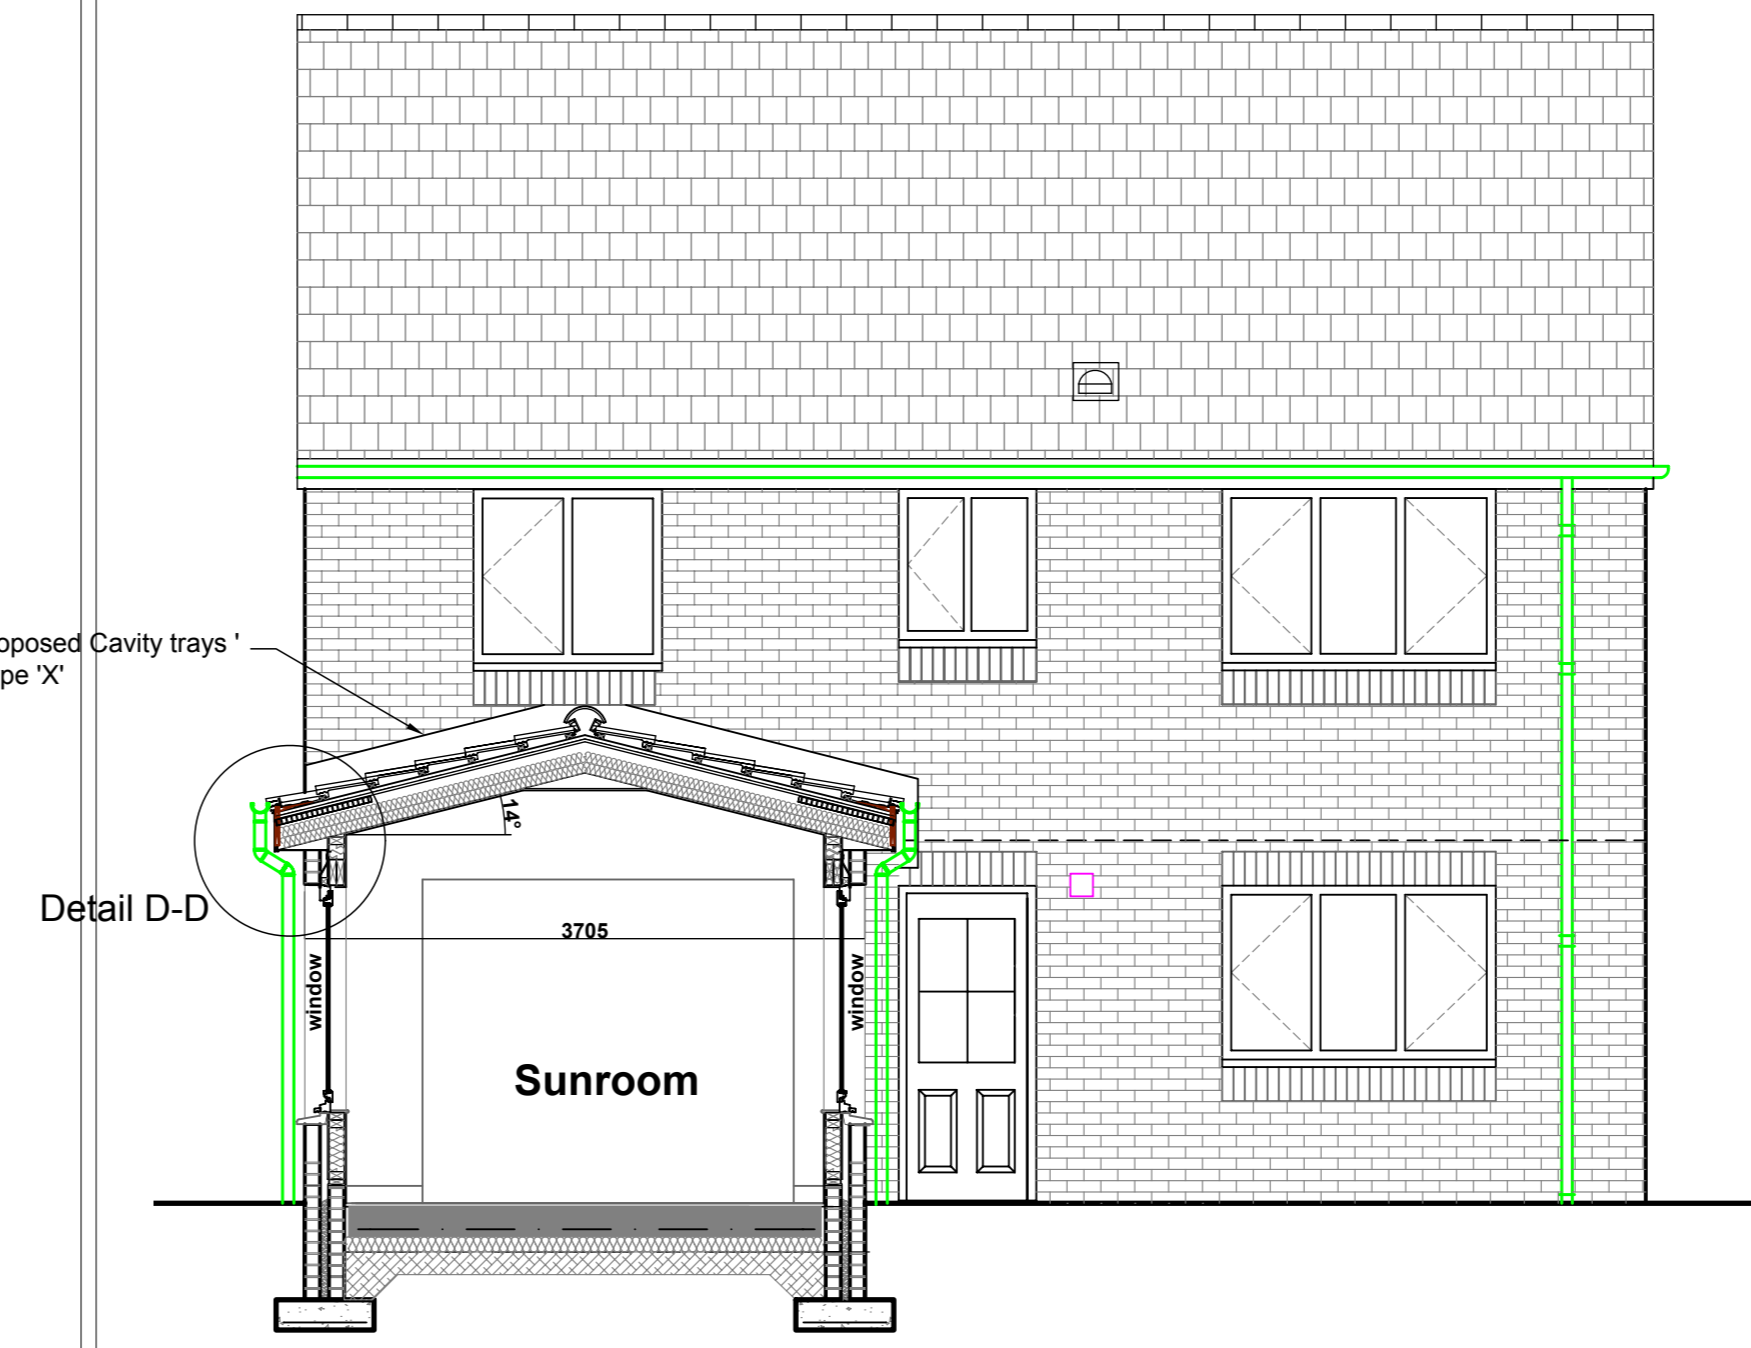 oposed Cavity trays '
pe 'X'
14°
Detail D-D
3705
window
window
Sunroom